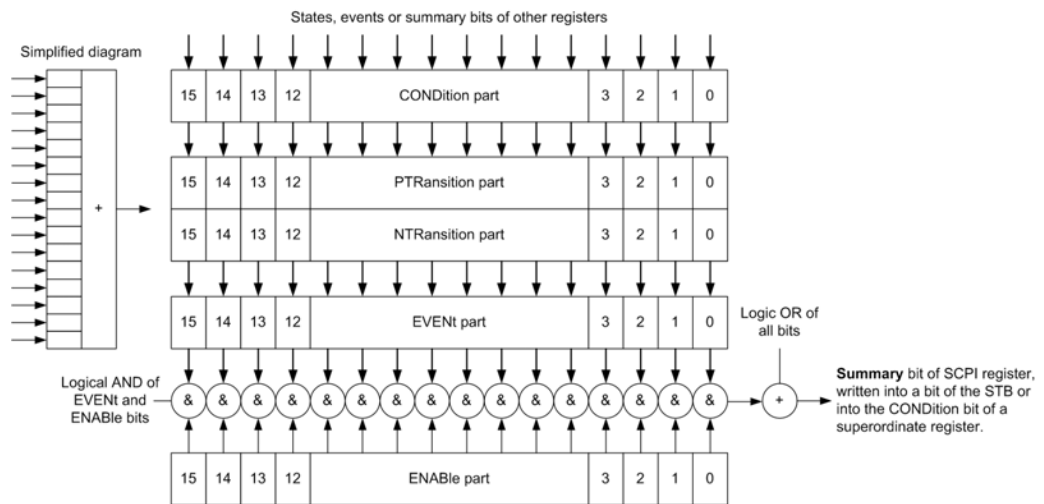 States, events or summary bits of other registers
Simplified diagram
15 14 13 12 CONDition part 3 2 1 0
15 14 13 12 PTRansition part 3 2 1 0
+
15 14 13 12 NTRansition part 3 2 1 0
15 14 13 12 EVENt part 3 2 1 0
Logic OR of
all bits
Logical AND of
EVENt and
ENABle bits
& & & & & & & & & & & & & & & &
+
Summary bit of SCPI register,
written into a bit of the STB or
into the CONDition bit of a
superordinate register.
15 14 13 12 ENABle part 3 2 1 0